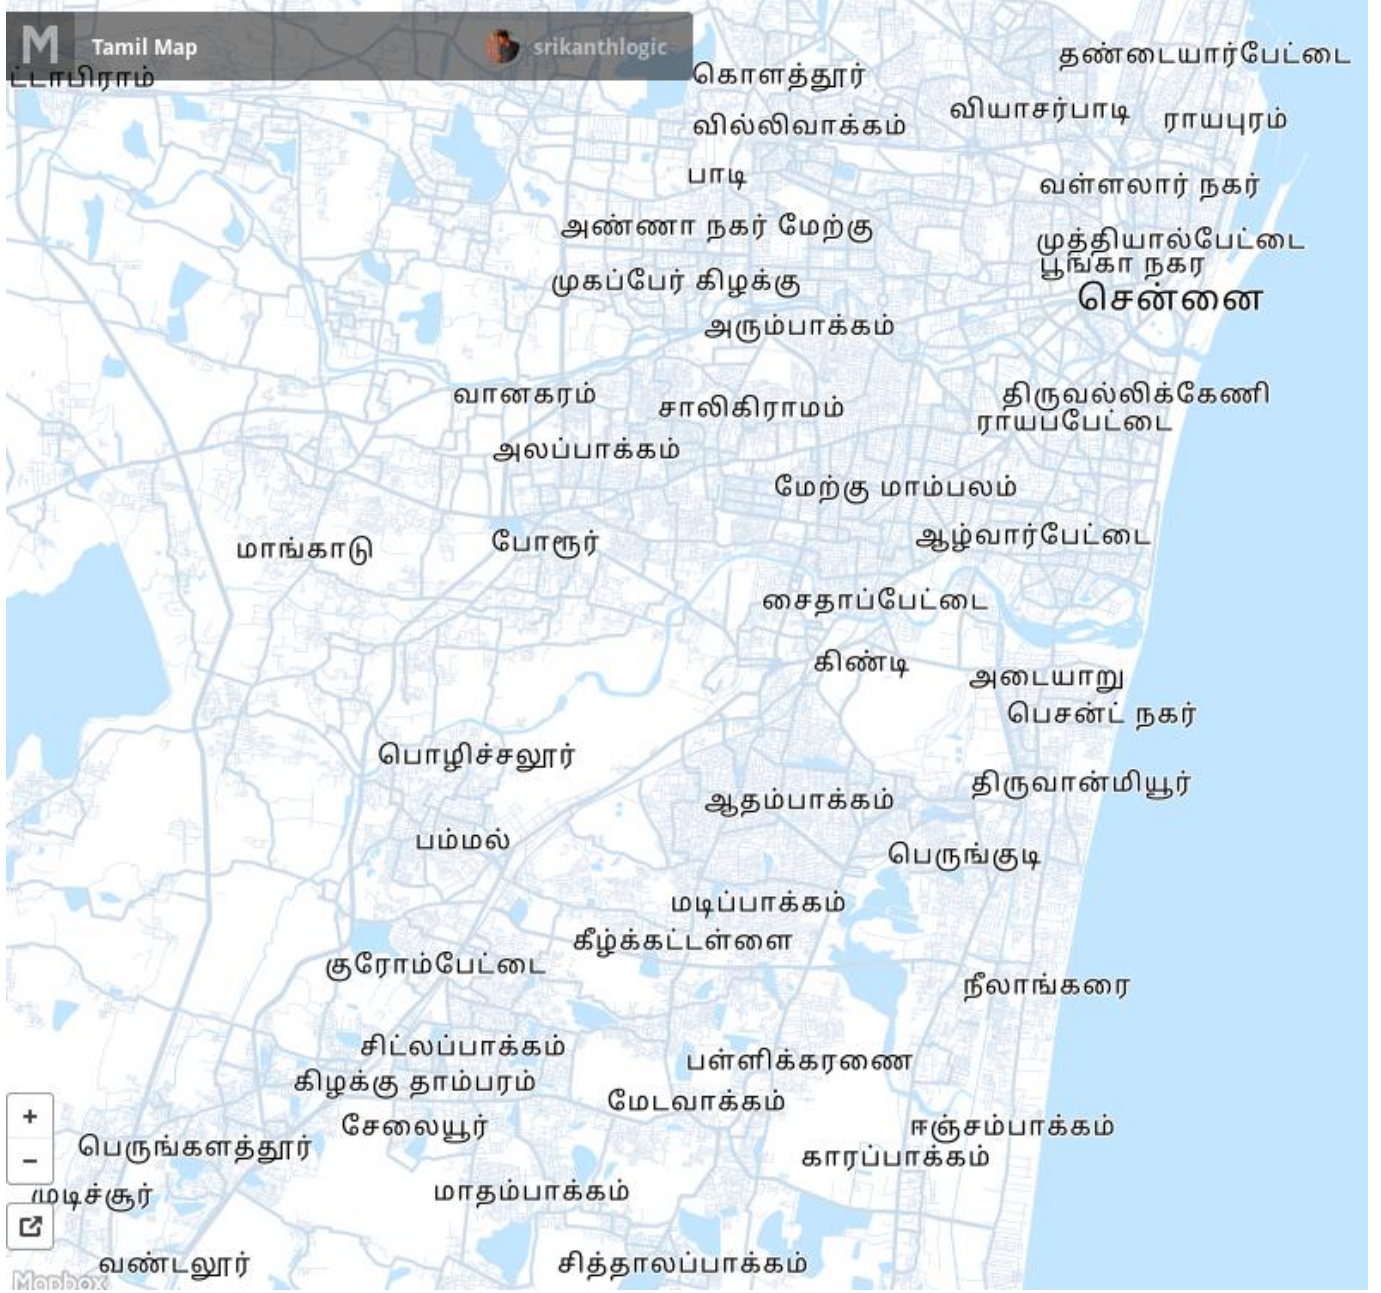 M Tamil Map srikanthlogic
ட்டாபிராம்
கொளத்தூர்
தண்டையார்பேட்டை
வில்லிவாக்கம்
வியாசர்பாடி
ராயபுரம்
பாடி
வள்ளலார் நகர்
அண்ணா நகர் மேற்கு
முத்தியால்பேட்டை
பூங்கா நகர
முகப்பேர் கிழக்கு
சென்னை
அரும்பாக்கம்
வானகரம்
சாலிகிராமம்
திருவல்லிக்கேணி
ராயப்பேட்டை
அலப்பாக்கம்
மேற்கு மாம்பலம்
மாங்காடு
போரூர்
ஆழ்வார்பேட்டை
சைதாப்பேட்டை
கிண்டி
அடையாறு
பெசன்ட் நகர்
பொழிச்சலூர்
திருவான்மியூர்
ஆதம்பாக்கம்
பம்மல்
பெருங்குடி
மடிப்பாக்கம்
கீழ்க்கட்டள்ளை
குரோம்பேட்டை
நீலாங்கரை
சிட்லப்பாக்கம்
பள்ளிக்கரணை
கிழக்கு தாம்பரம்
மேடவாக்கம்
+
சேலையூர்
ஈஞ்சம்பாக்கம்
பெருங்களத்தூர்
காரப்பாக்கம்
−
முடிச்சூர்
மாதம்பாக்கம்
வண்டலூர்
சித்தாலப்பாக்கம்
Mapbox